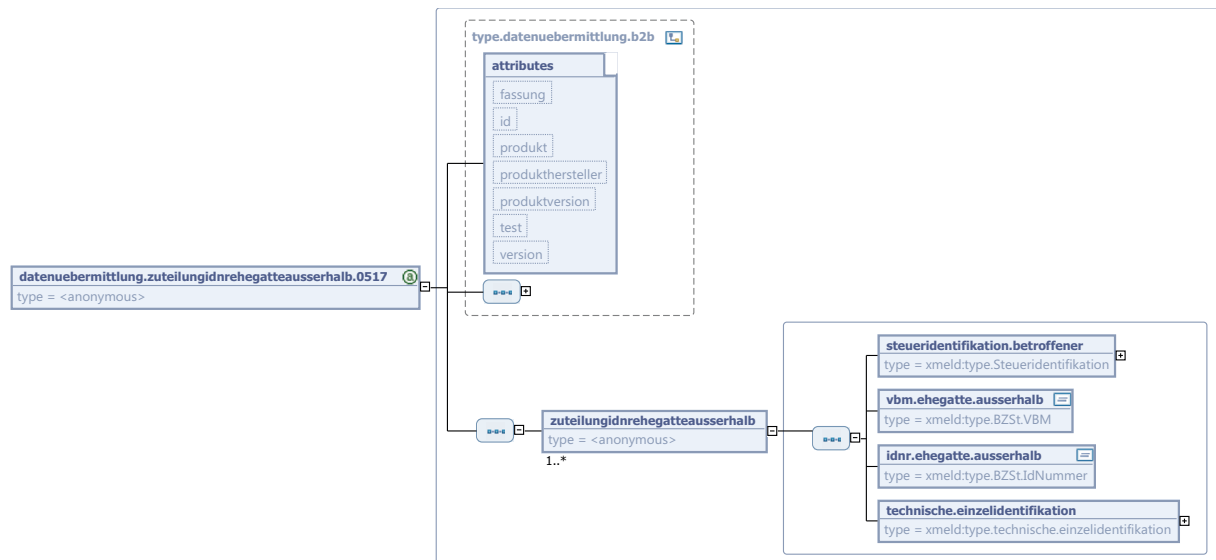 type.datenuebermittlung.b2b
attributes
fassung
id
produkt
produkthersteller
produktversion
test
version
datenuebermittlung.zuteilungidnrehegatteausserhalb.0517
type = <anonymous>
zuteilungidnrehegatteausserhalb
type = <anonymous>
1..*
steueridentifikation.betroffener
type = xmeld:type.Steueridentifikation
vbm.ehegatte.ausserhalb
type = xmeld:type.BZSt.VBM
idnr.ehegatte.ausserhalb
type = xmeld:type.BZSt.IdNummer
technische.einzelidentifikation
type = xmeld:type.technische.einzelidentifikation